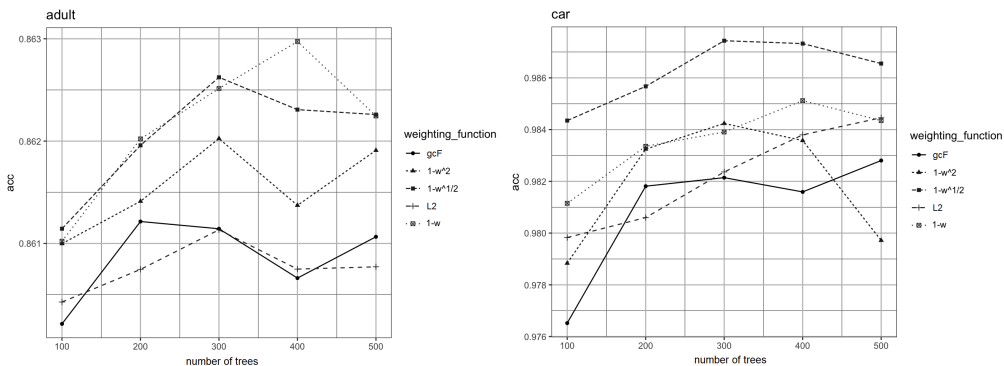 adult
0.863
0.862
0.861
acc
100 200 300 400 500
number of trees
weighting_function
gcF
1-w^2
1-w^1/2
L2
1-w
car
0.986
0.984
0.982
0.980
0.978
0.976
acc
100 200 300 400 500
number of trees
weighting_function
gcF
1-w^2
1-w^1/2
L2
1-w